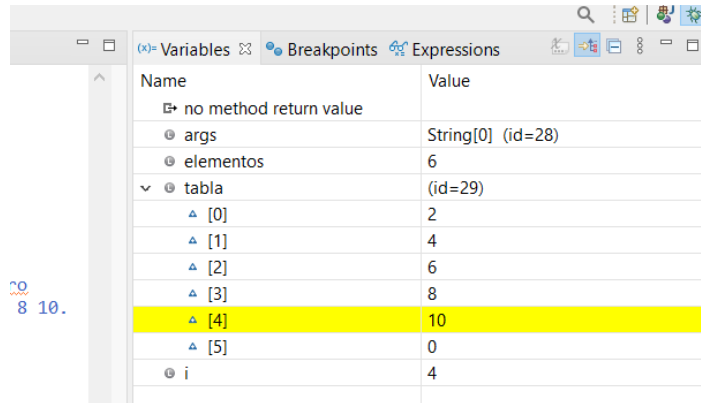 (x)= Variables Breakpoints Expressions
Name Value
no method return value
args String[0] (id=28)
elementos 6
tabla (id=29)
[0] 2
[1] 4
[2] 6
[3] 8
[4] 10
[5] 0
i 4
ro
8 10.